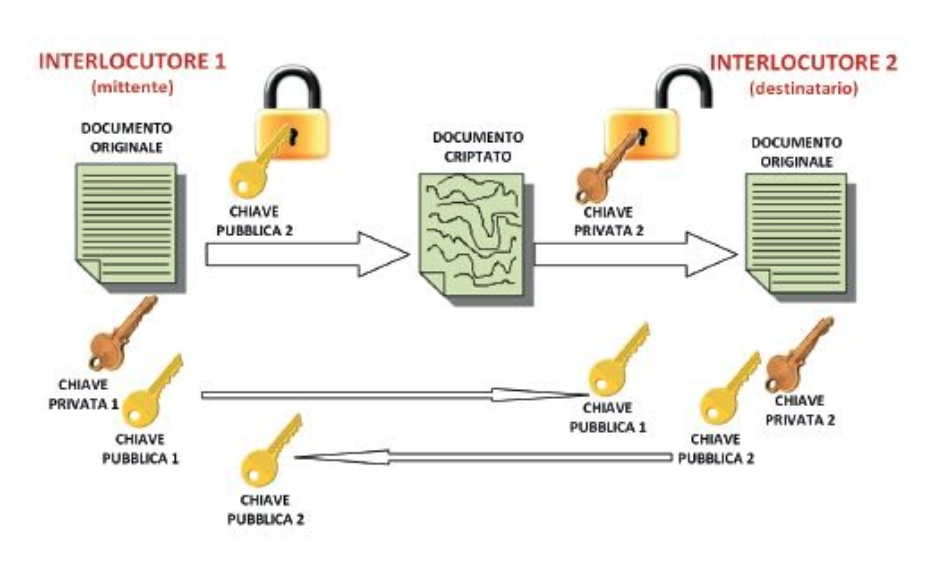 INTERLOCUTORE 1
(mittente)
INTERLOCUTORE 2
(destinatario)
DOCUMENTO
ORIGINALE
CHIAVE
PUBBLICA 2
DOCUMENTO
CRIPTATO
CHIAVE
PRIVATA 2
DOCUMENTO
ORIGINALE
CHIAVE
PRIVATA 1
CHIAVE
PUBBLICA 1
CHIAVE
PUBBLICA 1
CHIAVE
PUBBLICA 2
CHIAVE
PRIVATA 2
CHIAVE
PUBBLICA 2